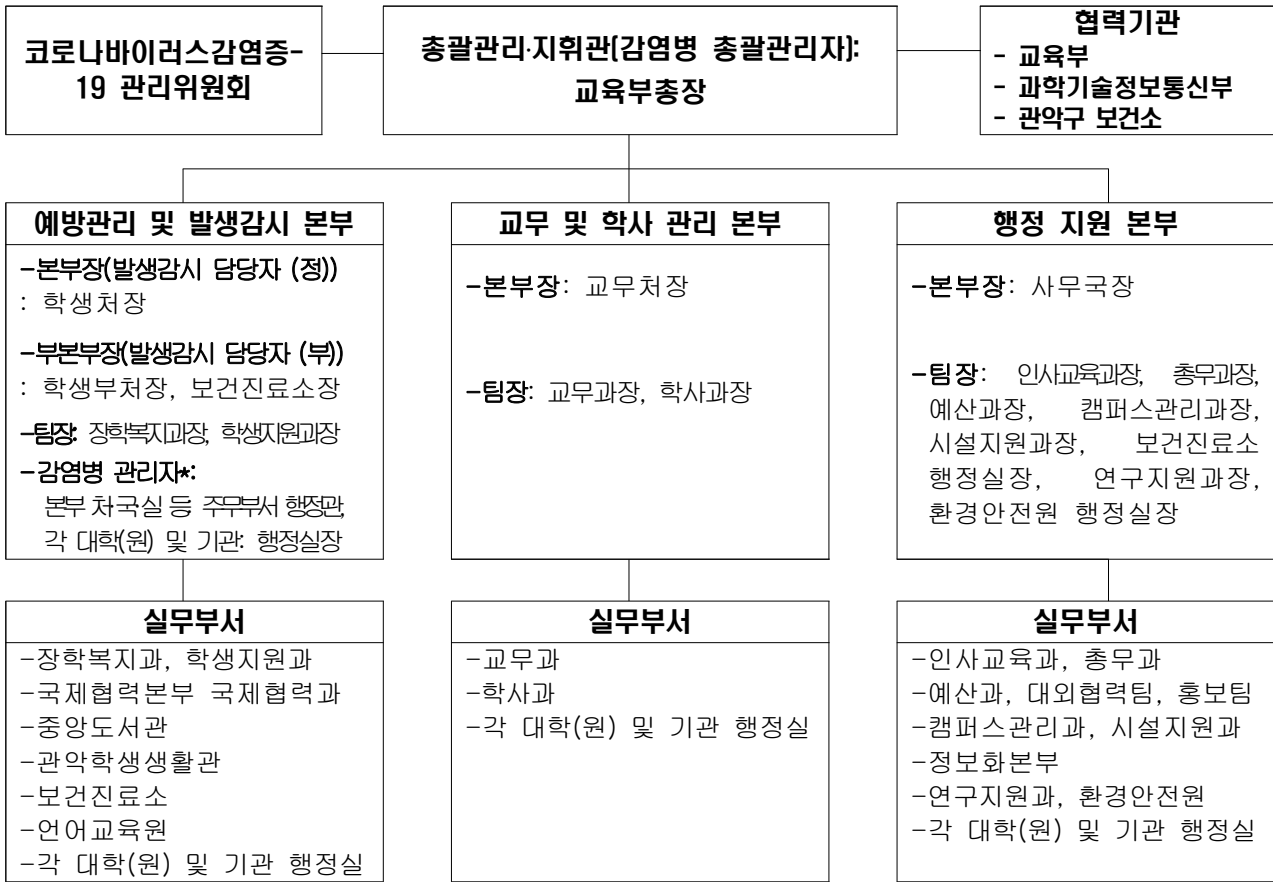 코로나바이러스감염증-
19 관리위원회
총괄관리·지휘관(감염병 총괄관리자):
교육부총장
협력기관
- 교육부
- 과학기술정보통신부
- 관악구 보건소
예방관리 및 발생감시 본부
-본부장(발생감시 담당자 (정))
: 학생처장
-부본부장(발생감시 담당자 (부))
: 학생부처장, 보건진료소장
-팀장: 장학복지과장, 학생지원과장
-감염병 관리자*:
본부 처·국·실 등: 주무부서 행정관,
각 대학(원) 및 기관: 행정실장
교무 및 학사 관리 본부
-본부장: 교무처장
-팀장: 교무과장, 학사과장
행정 지원 본부
-본부장: 사무국장
-팀장: 인사교육과장, 총무과장,
예산과장, 캠퍼스관리과장,
시설지원과장, 보건진료소
행정실장, 연구지원과장,
환경안전원 행정실장
실무부서
-장학복지과, 학생지원과
-국제협력본부 국제협력과
-중앙도서관
-관악학생생활관
-보건진료소
-언어교육원
-각 대학(원) 및 기관 행정실
실무부서
-교무과
-학사과
-각 대학(원) 및 기관 행정실
실무부서
-인사교육과, 총무과
-예산과, 대외협력팀, 홍보팀
-캠퍼스관리과, 시설지원과
-정보화본부
-연구지원과, 환경안전원
-각 대학(원) 및 기관 행정실